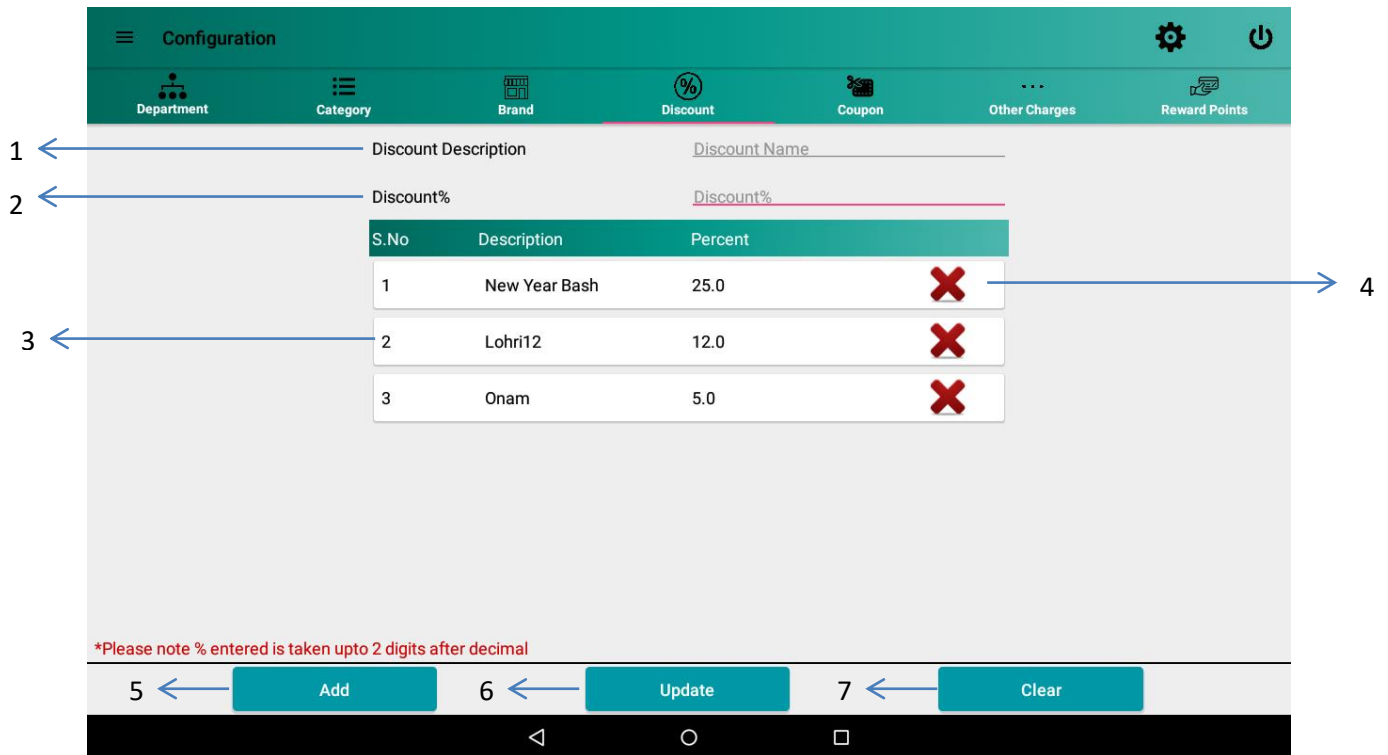 Configuration
Department Category Brand Discount Coupon Other Charges Reward Points
1 Discount Description Discount Name
2 Discount% Discount%
S.No Description Percent
1 New Year Bash 25.0 4
3 2 Lohri12 12.0
3 Onam 5.0
*Please note % entered is taken upto 2 digits after decimal
5 Add 6 Update 7 Clear